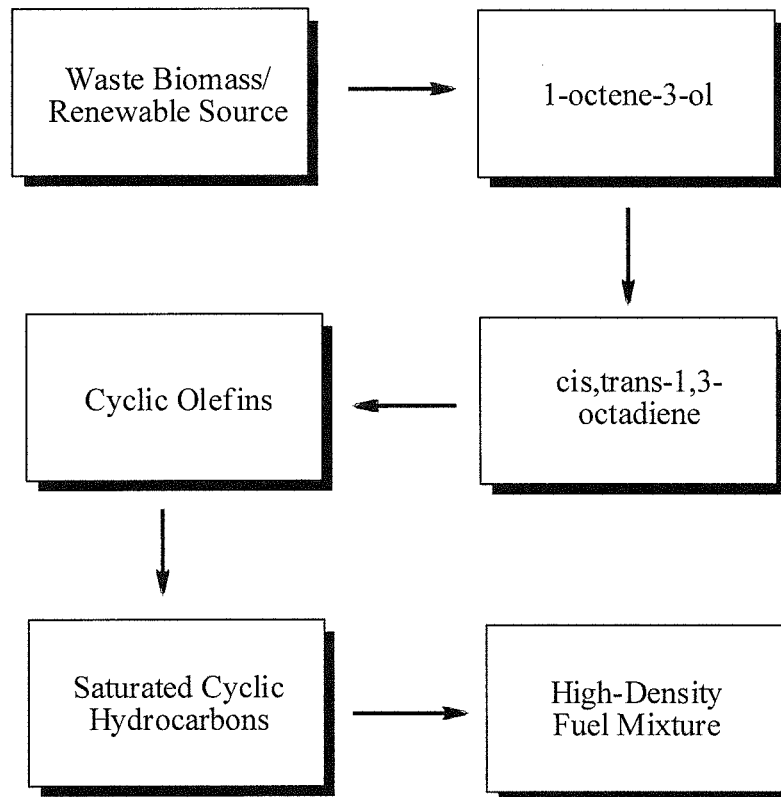 Waste Biomass/
Renewable Source
1-octene-3-ol
cis,trans-1,3-
octadiene
Cyclic Olefins
Saturated Cyclic
Hydrocarbons
High-Density
Fuel Mixture